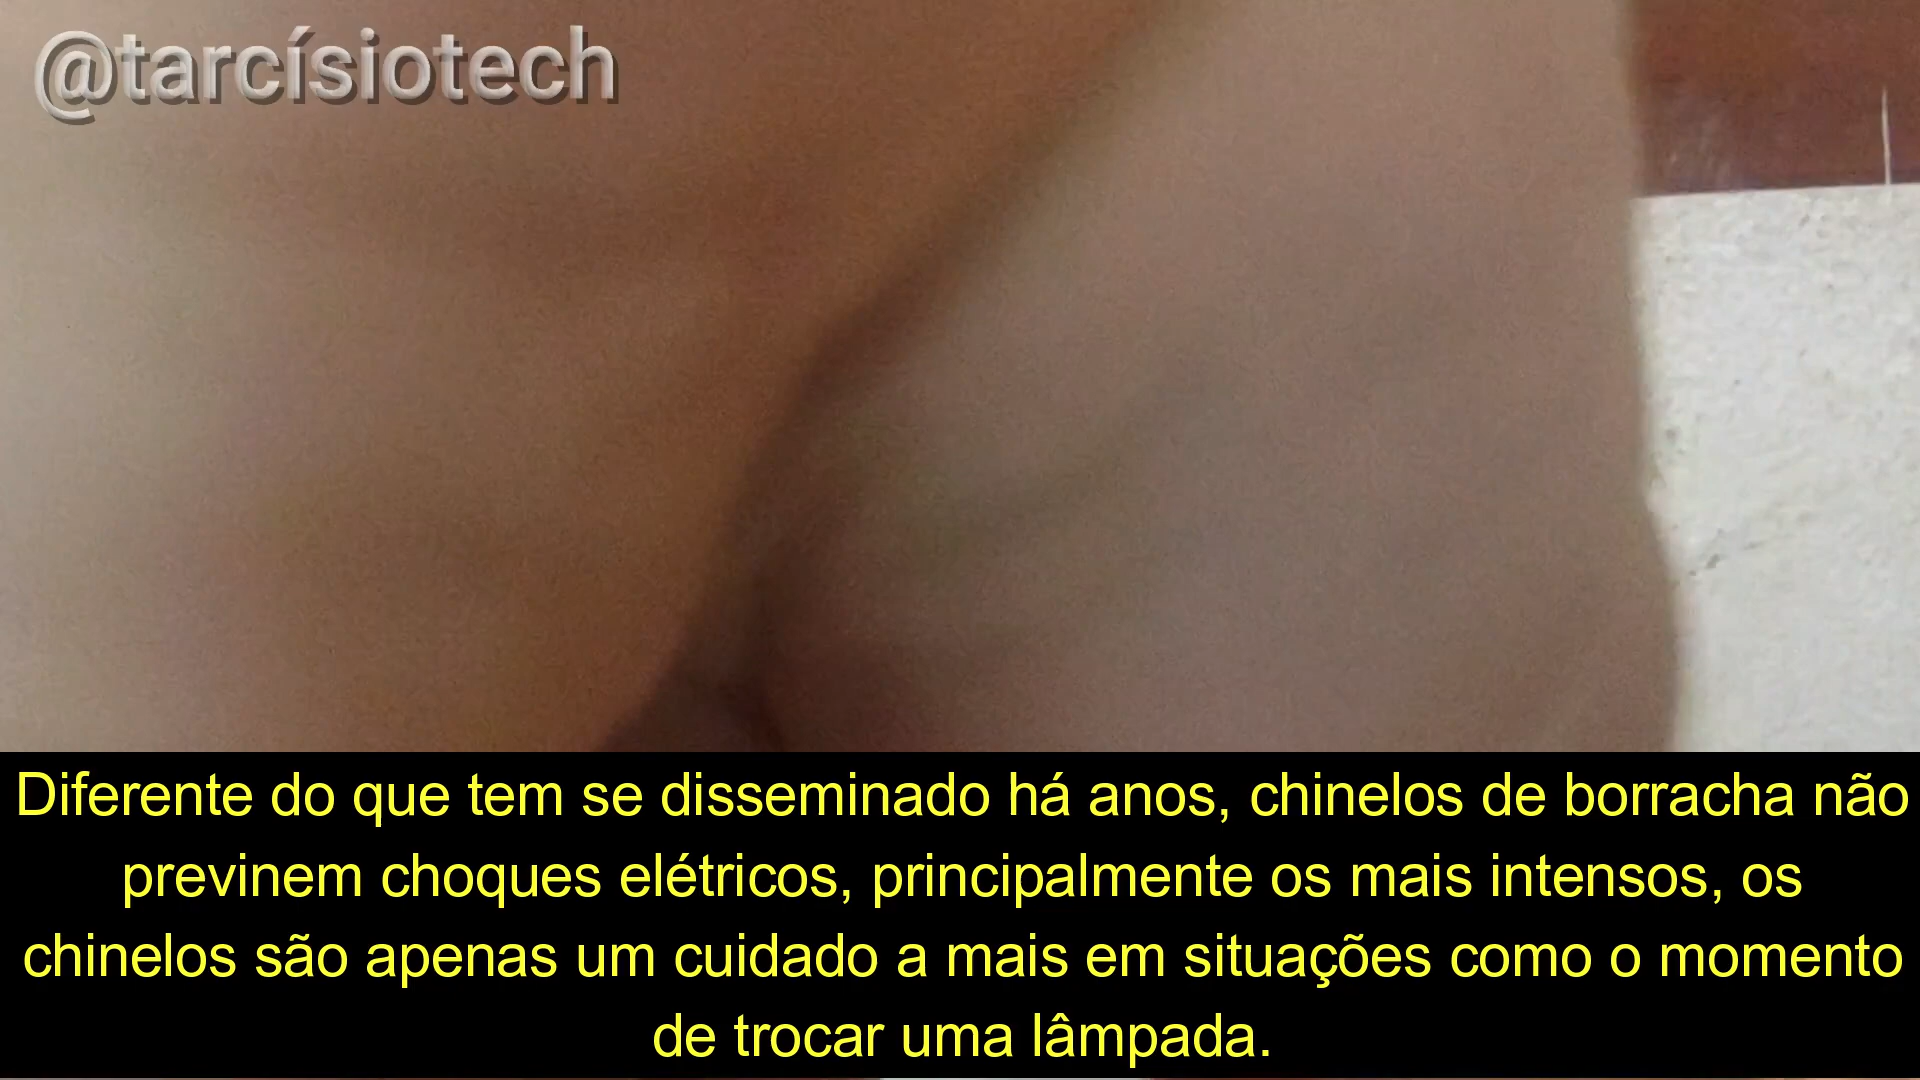 @tarcísiotech
Diferente do que tem se disseminado há anos, chinelos de borracha não
previnem choques elétricos, principalmente os mais intensos, os
chinelos são apenas um cuidado a mais em situações como o momento
de trocar uma lâmpada.